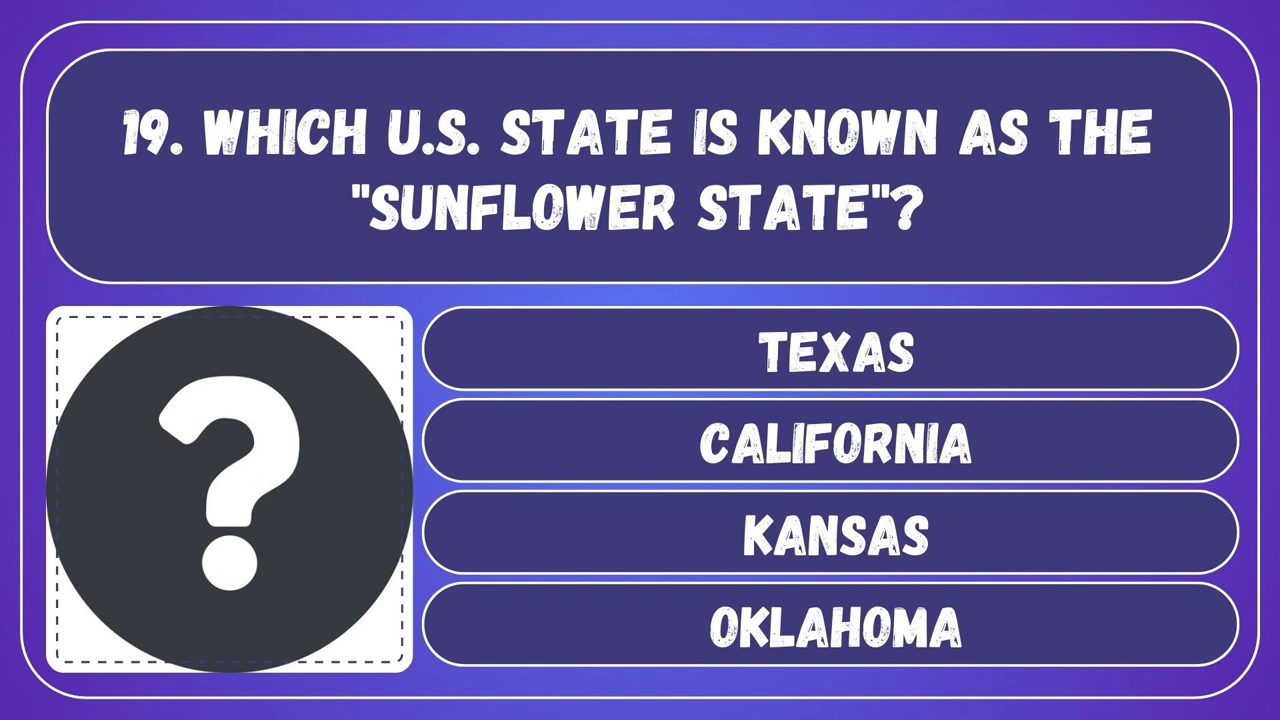 19. WHICH U.S. STATE IS KNOWN AS THE
"SUNFLOWER STATE"?
?
TEXAS
CALIFORNIA
KANSAS
OKLAHOMA